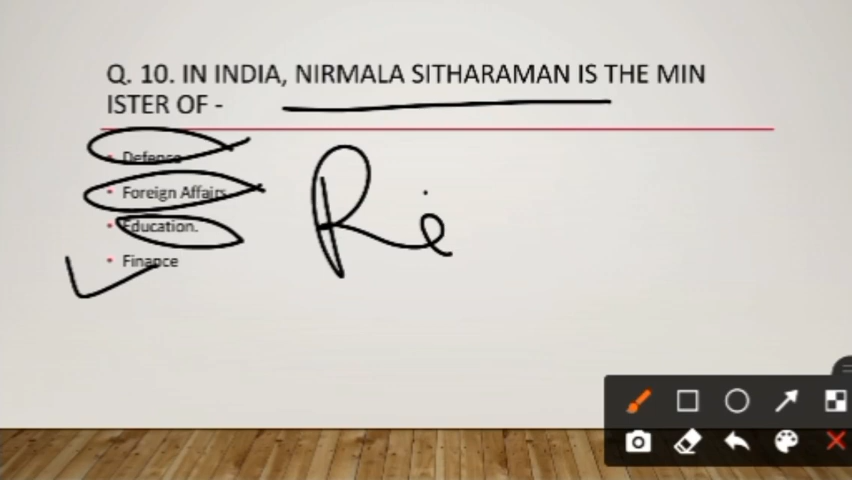 Q. 10. IN INDIA, NIRMALA SITHARAMAN IS THE MIN
ISTER OF -
• Defence
• Foreign Affairs
• Education.
• Finance